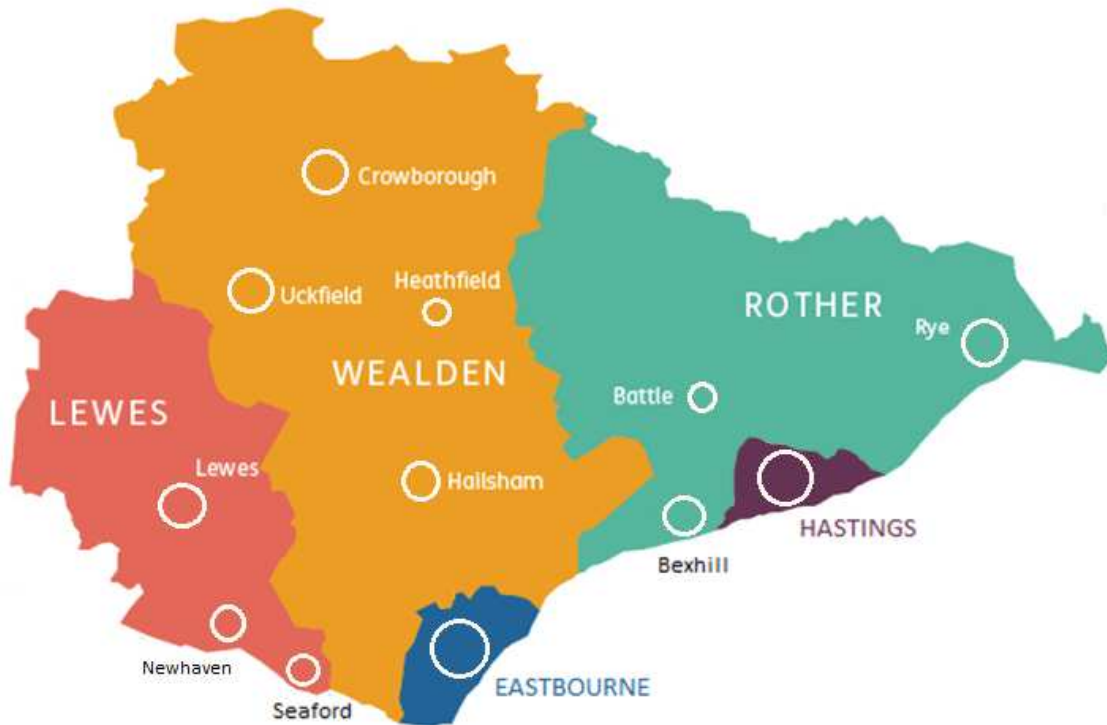 Crowborough
Uckfield
Heathfield
ROTHER
Rye
WEALDEN
Battle
LEWES
Lewes
Hailsham
HASTINGS
Bexhill
Newhaven
EASTBOURNE
Seaford